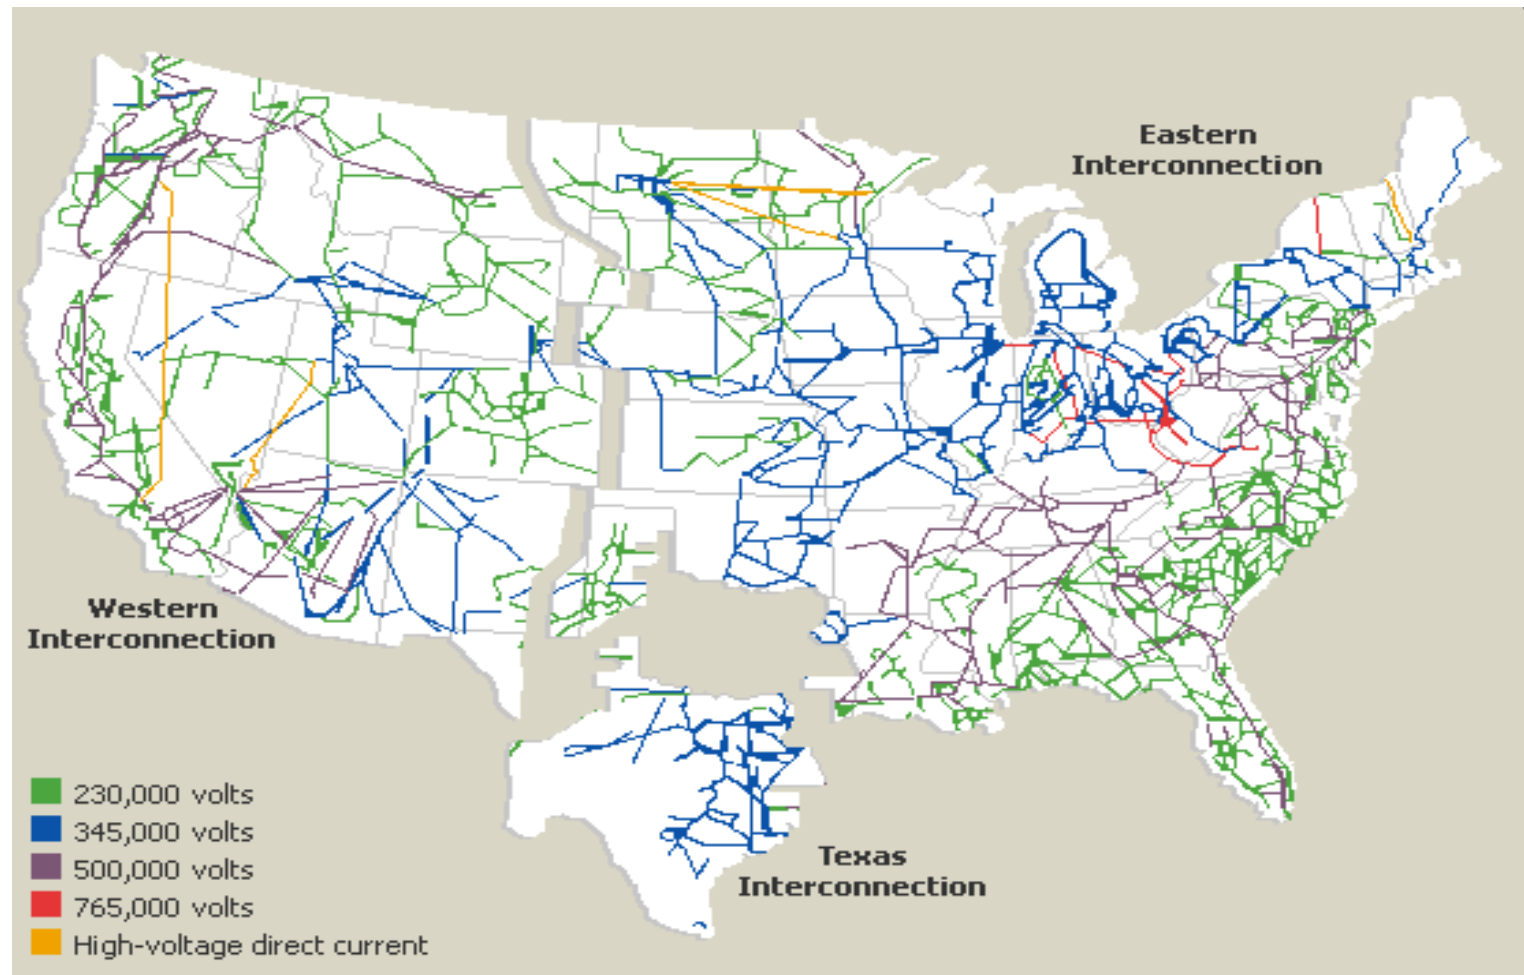 Eastern
Interconnection
Western
Interconnection
Texas
Interconnection
230,000 volts
345,000 volts
500,000 volts
765,000 volts
High-voltage direct current